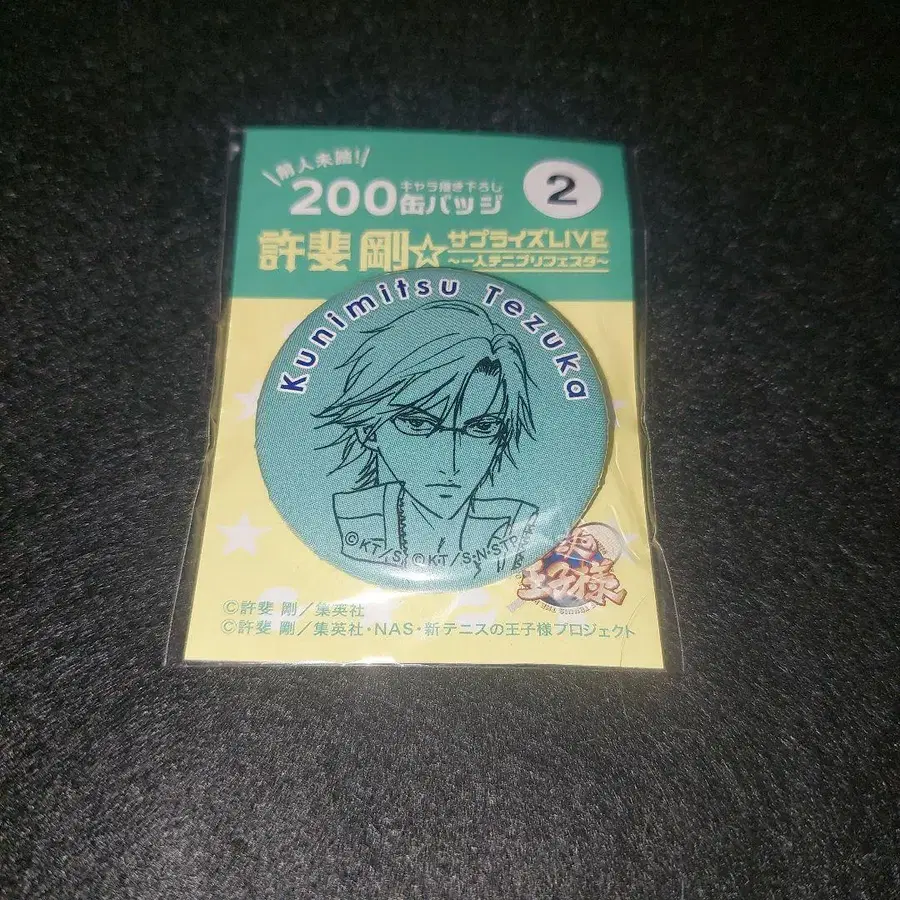 前人未踏!
200 キャラ描き下ろし
缶バッジ
2
許斐 剛☆サプライズLIVE
～一人テニプリフェスタ～
Kunimitsu Tezuka
©KT/S ©KT/S・N・STP
王子様
©許斐 剛／集英社
©許斐 剛／集英社・NAS・新テニスの王子様プロジェクト